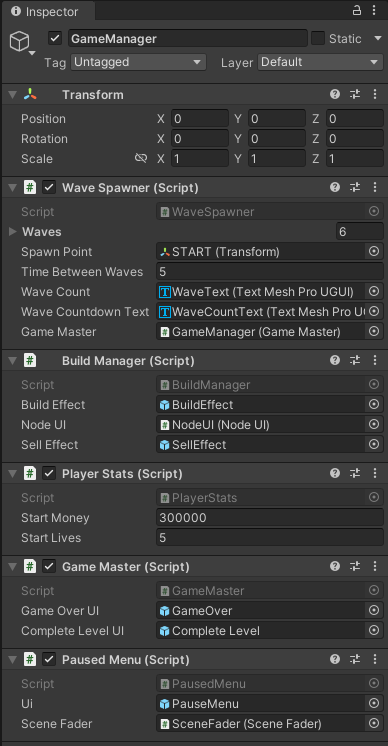 Inspector
GameManager Static
Tag Untagged Layer Default
Transform
Position X 0 Y 0 Z 0
Rotation X 0 Y 0 Z 0
Scale X 1 Y 1 Z 1
# Wave Spawner (Script)
Script # WaveSpawner
Waves 6
Spawn Point START (Transform)
Time Between Waves 5
Wave Count T WaveText (Text Mesh Pro UGUI)
Wave Countdown Text T WaveCountText (Text Mesh Pro UG
Game Master # GameManager (Game Master)
# Build Manager (Script)
Script # BuildManager
Build Effect BuildEffect
Node UI # NodeUI (Node UI)
Sell Effect SellEffect
# Player Stats (Script)
Script # PlayerStats
Start Money 300000
Start Lives 5
# Game Master (Script)
Script # GameMaster
Game Over UI GameOver
Complete Level UI Complete Level
# Paused Menu (Script)
Script # PausedMenu
Ui PauseMenu
Scene Fader # SceneFader (Scene Fader)